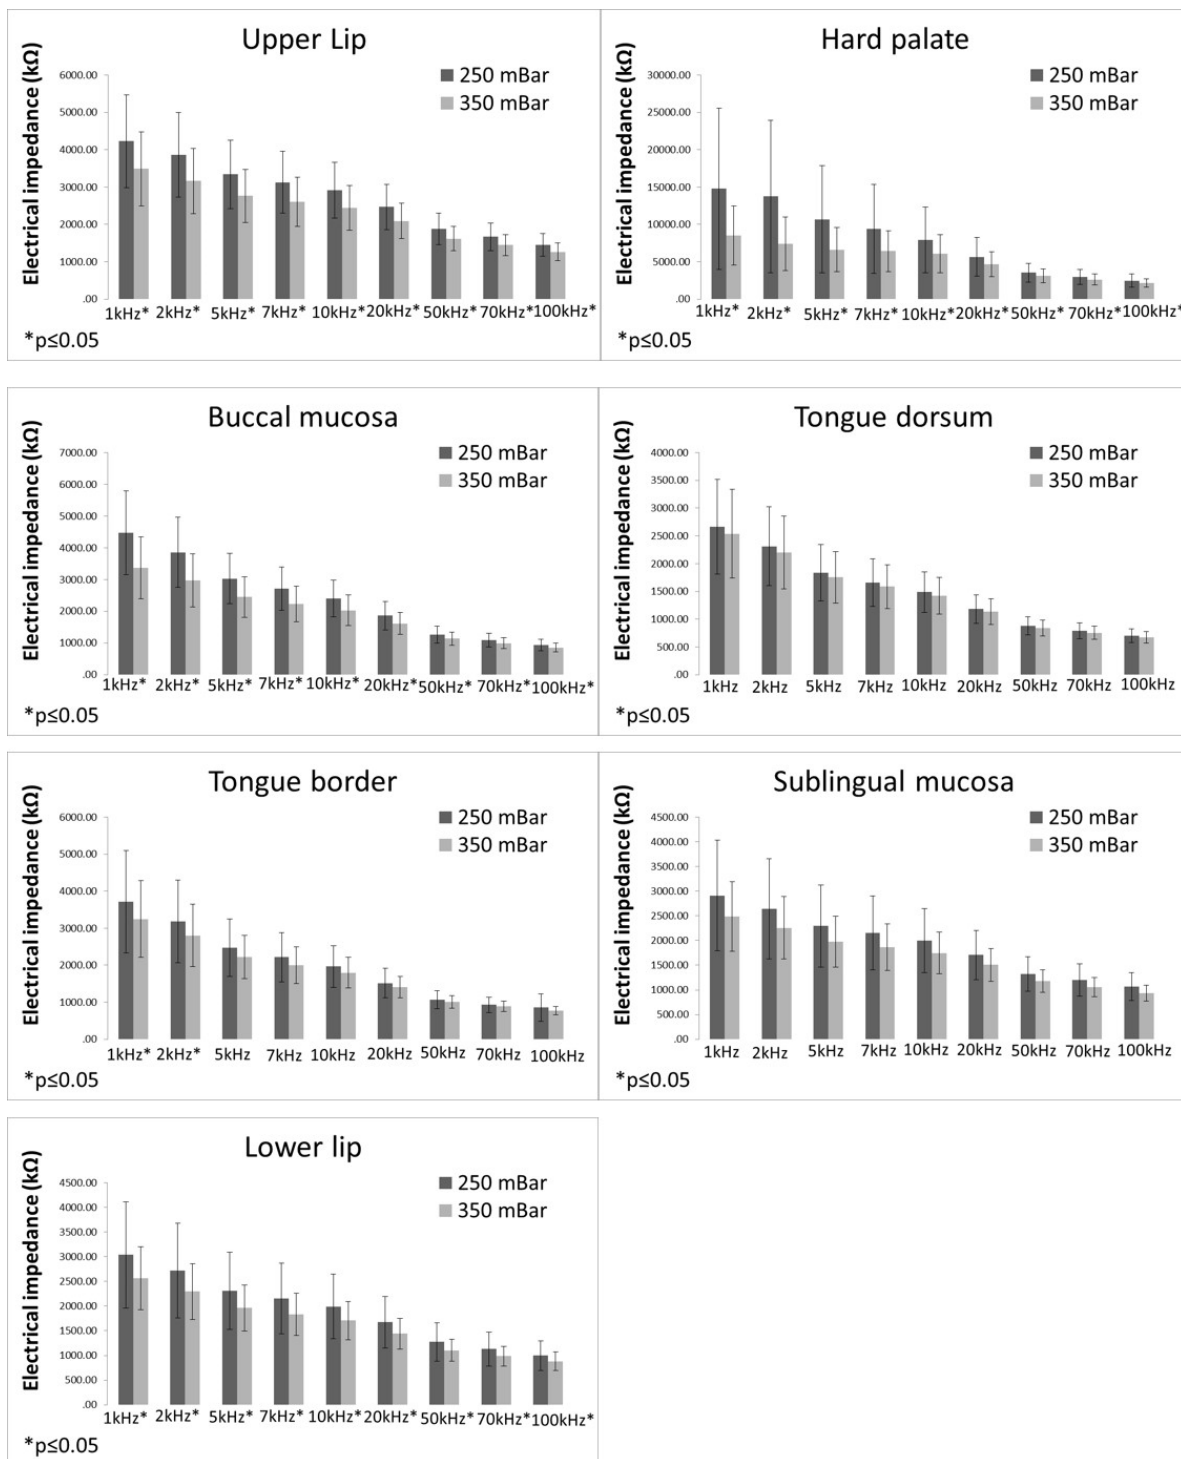 Upper Lip
Electrical impedance (kΩ)
250 mBar
350 mBar
6000.00
5000.00
4000.00
3000.00
2000.00
1000.00
.00
1kHz* 2kHz* 5kHz* 7kHz* 10kHz* 20kHz* 50kHz* 70kHz* 100kHz*
*p≤0.05
Hard palate
Electrical impedance (kΩ)
250 mBar
350 mBar
30000.00
25000.00
20000.00
15000.00
10000.00
5000.00
.00
1kHz* 2kHz* 5kHz* 7kHz* 10kHz* 20kHz* 50kHz* 70kHz* 100kHz*
*p≤0.05
Buccal mucosa
Electrical impedance (kΩ)
250 mBar
350 mBar
7000.00
6000.00
5000.00
4000.00
3000.00
2000.00
1000.00
.00
1kHz* 2kHz* 5kHz* 7kHz* 10kHz* 20kHz* 50kHz* 70kHz* 100kHz*
*p≤0.05
Tongue dorsum
Electrical impedance (kΩ)
250 mBar
350 mBar
4000.00
3500.00
3000.00
2500.00
2000.00
1500.00
1000.00
500.00
.00
1kHz 2kHz 5kHz 7kHz 10kHz 20kHz 50kHz 70kHz 100kHz
*p≤0.05
Tongue border
Electrical impedance (kΩ)
250 mBar
350 mBar
6000.00
5000.00
4000.00
3000.00
2000.00
1000.00
.00
1kHz* 2kHz* 5kHz 7kHz 10kHz 20kHz 50kHz 70kHz 100kHz
*p≤0.05
Sublingual mucosa
Electrical impedance (kΩ)
250 mBar
350 mBar
4500.00
4000.00
3500.00
3000.00
2500.00
2000.00
1500.00
1000.00
500.00
.00
1kHz 2kHz 5kHz 7kHz 10kHz 20kHz 50kHz 70kHz 100kHz
*p≤0.05
Lower lip
Electrical impedance (kΩ)
250 mBar
350 mBar
4500.00
4000.00
3500.00
3000.00
2500.00
2000.00
1500.00
1000.00
500.00
.00
1kHz* 2kHz* 5kHz* 7kHz* 10kHz* 20kHz* 50kHz* 70kHz* 100kHz*
*p≤0.05